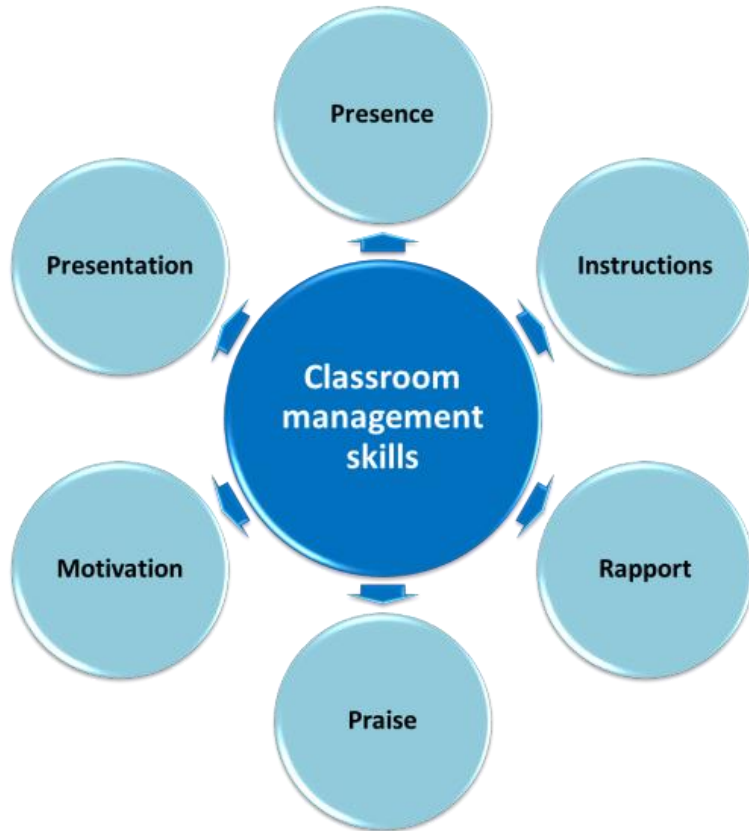 Presence
Presentation
Instructions
Classroom
management
skills
Motivation
Rapport
Praise